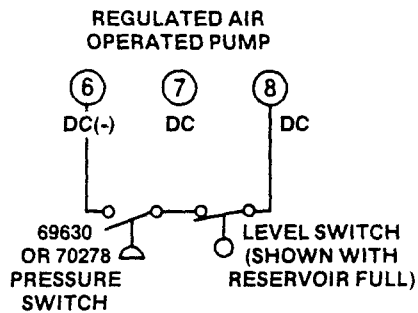 REGULATED AIR
OPERATED PUMP
6 7 8
DC(-) DC DC
69630
OR 70278
PRESSURE
SWITCH
LEVEL SWITCH
(SHOWN WITH
RESERVOIR FULL)